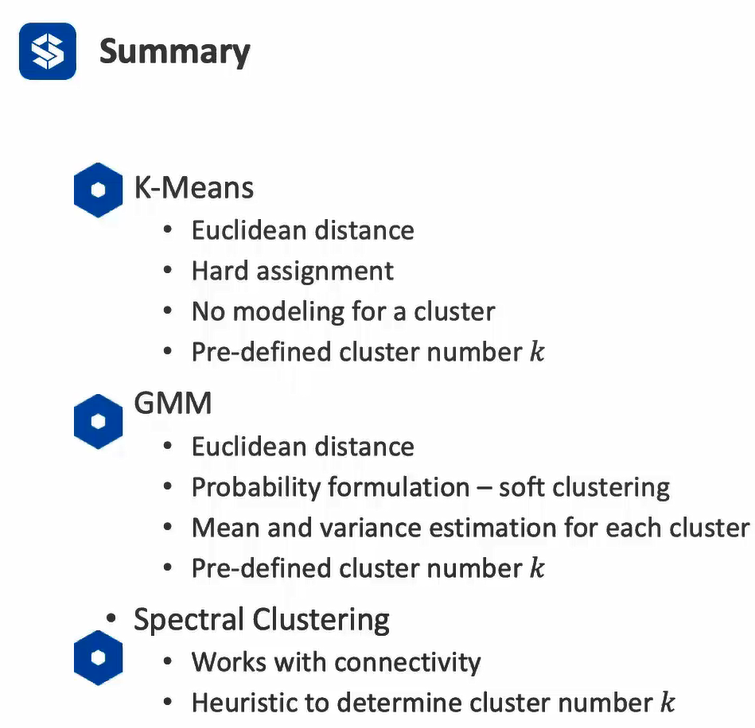 Summary
K-Means
• Euclidean distance
• Hard assignment
• No modeling for a cluster
• Pre-defined cluster number k
GMM
• Euclidean distance
• Probability formulation – soft clustering
• Mean and variance estimation for each cluster
• Pre-defined cluster number k
• Spectral Clustering
• Works with connectivity
• Heuristic to determine cluster number k